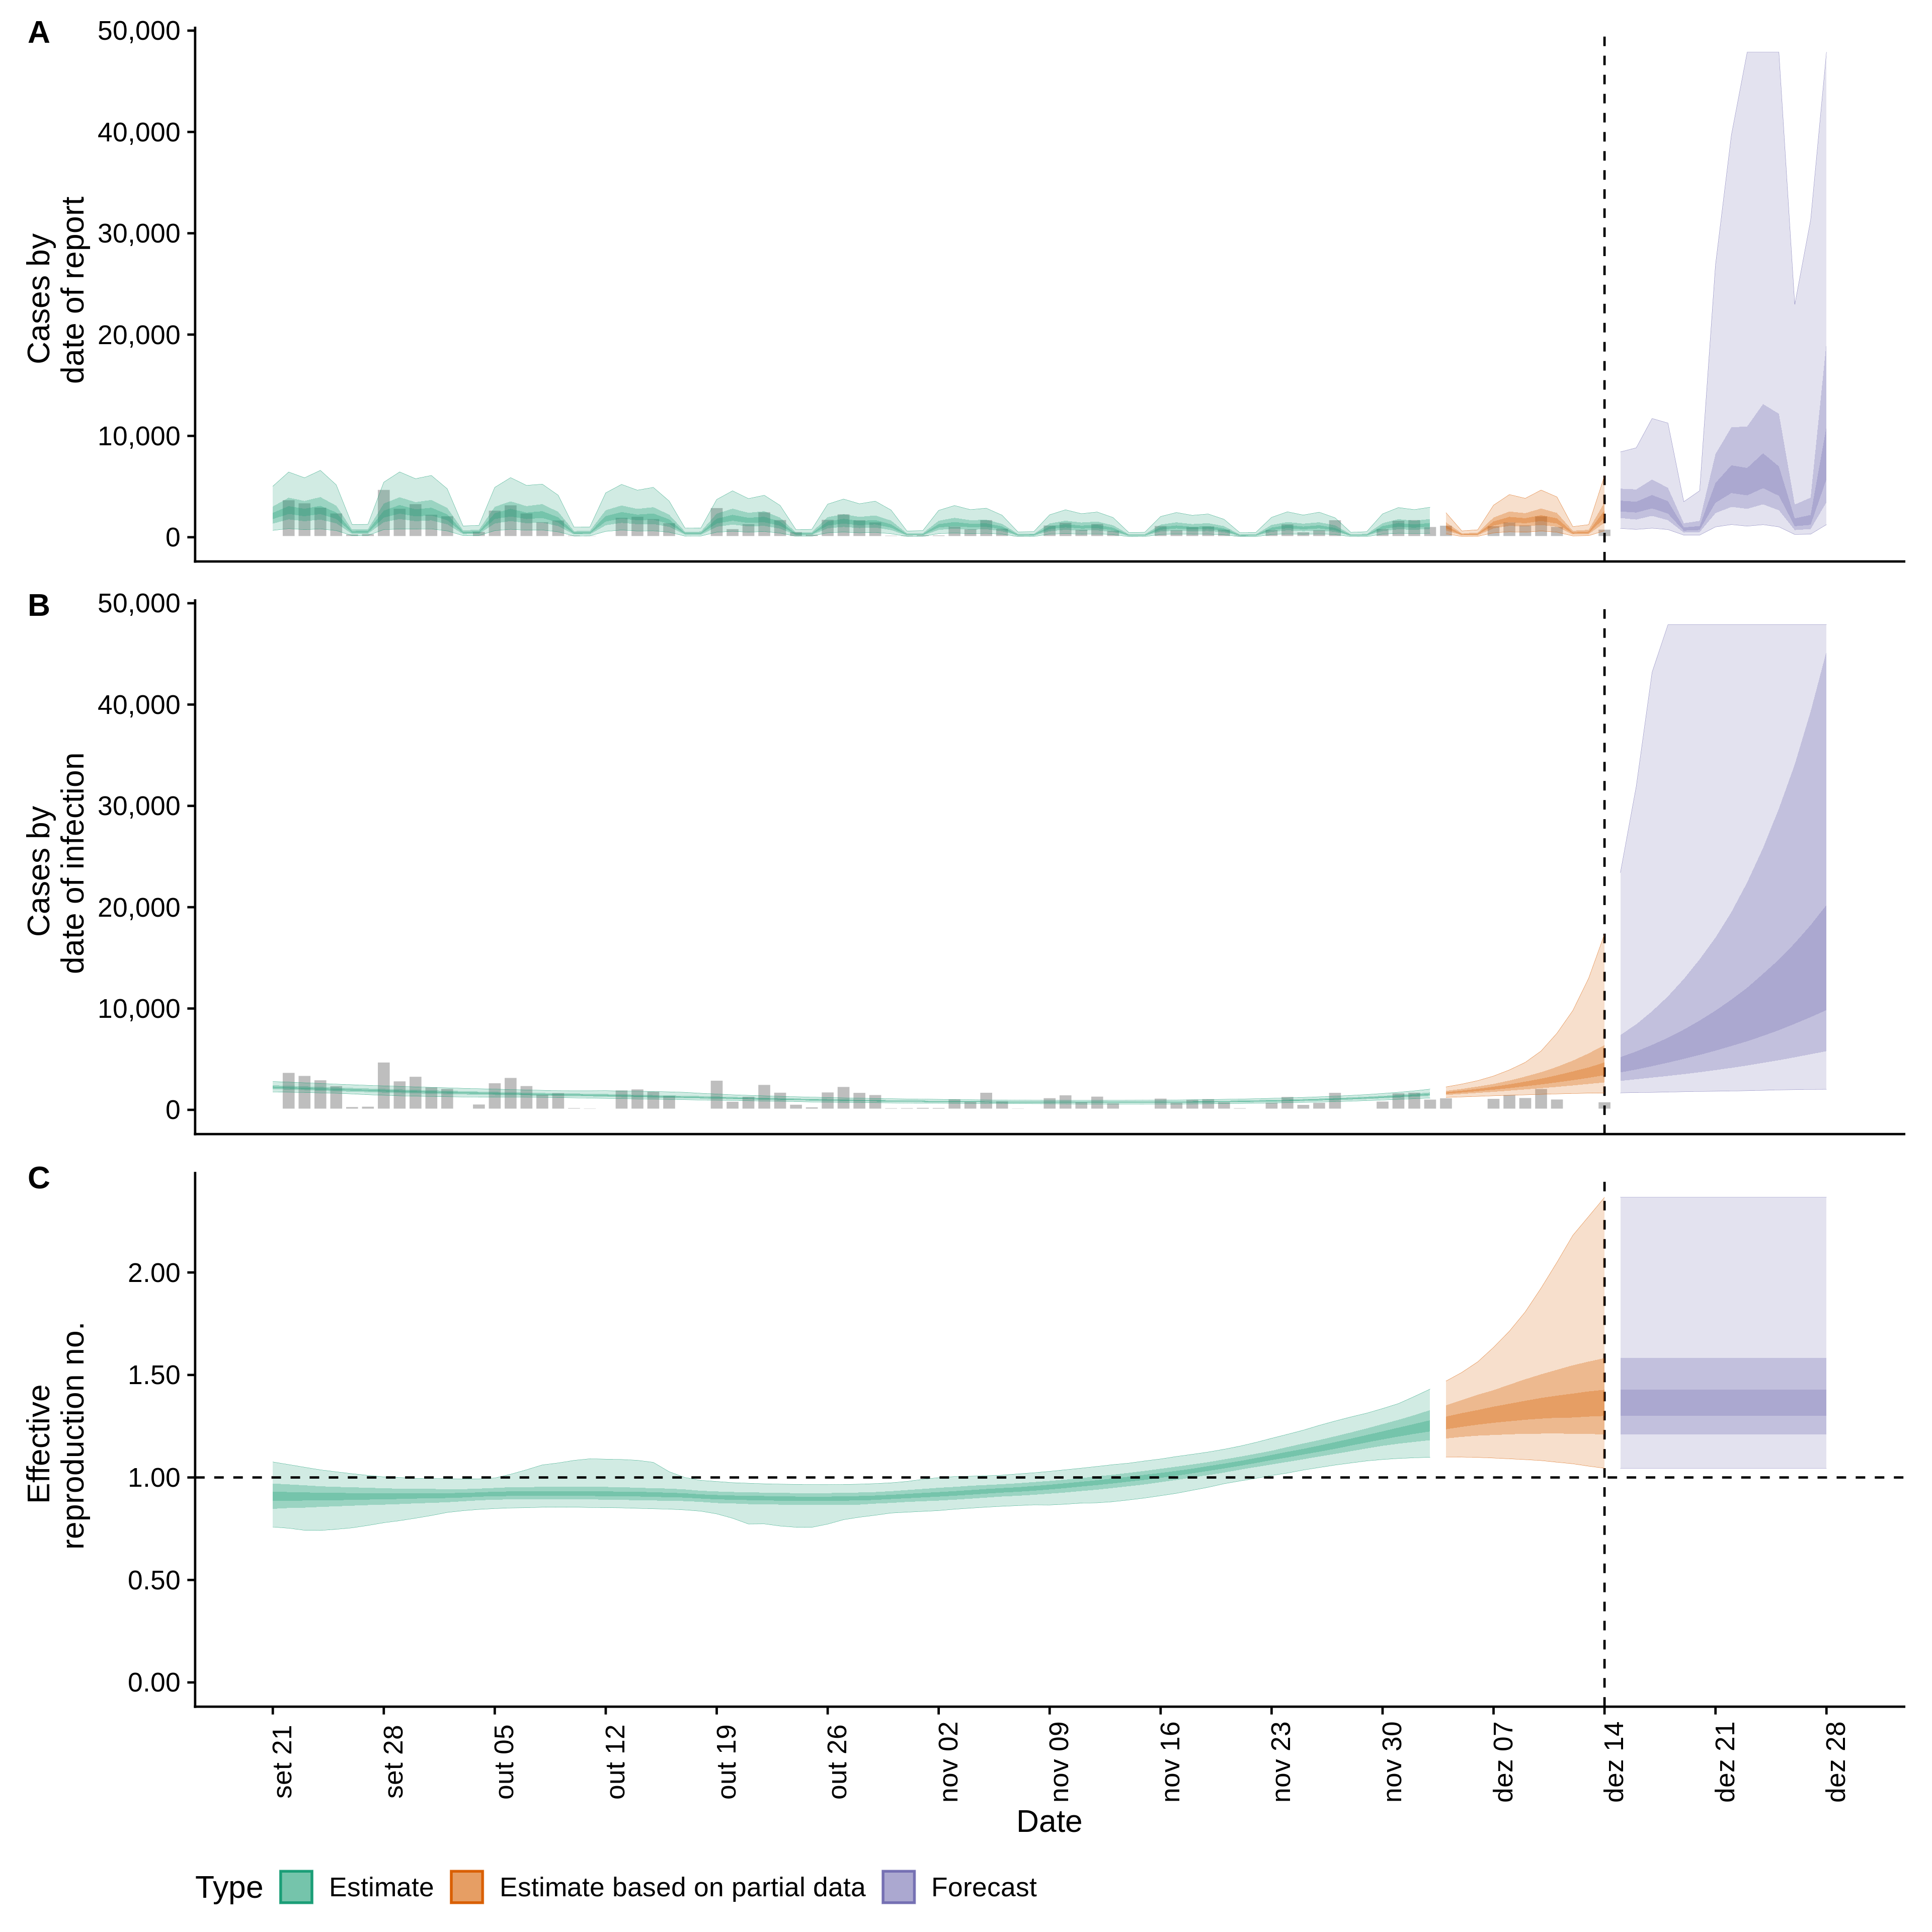 A
50,000
40,000
30,000
20,000
10,000
0
Cases by
date of report
B
50,000
40,000
30,000
20,000
10,000
0
Cases by
date of infection
C
2.00
1.50
1.00
0.50
0.00
Effective
reproduction no.
set 21
set 28
out 05
out 12
out 19
out 26
nov 02
nov 09
nov 16
nov 23
nov 30
dez 07
dez 14
dez 21
dez 28
Date
Type Estimate Estimate based on partial data Forecast